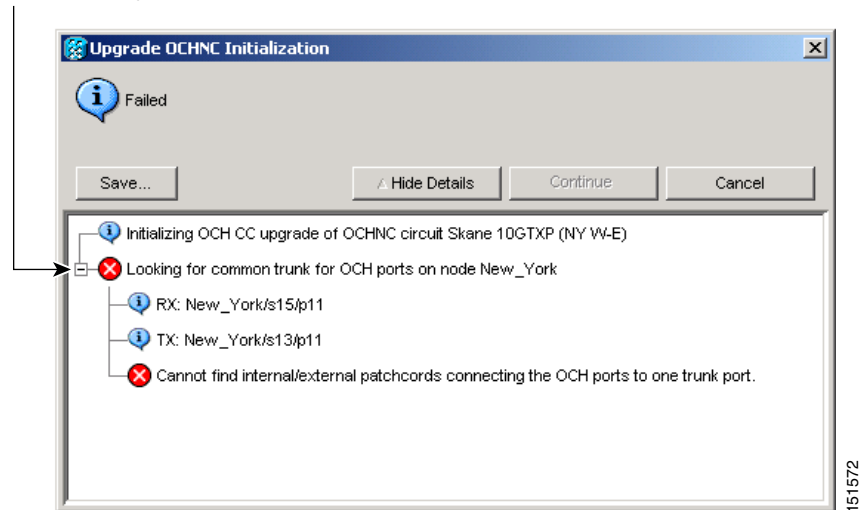 Upgrade OCHNC Initialization
Failed
Save...
Hide Details
Continue
Cancel
Initializing OCH CC upgrade of OCHNC circuit Skane 10GTXP (NY W-E)
Looking for common trunk for OCH ports on node New_York
RX: New_York/s15/p11
TX: New_York/s13/p11
Cannot find internal/external patchcords connecting the OCH ports to one trunk port.
151572